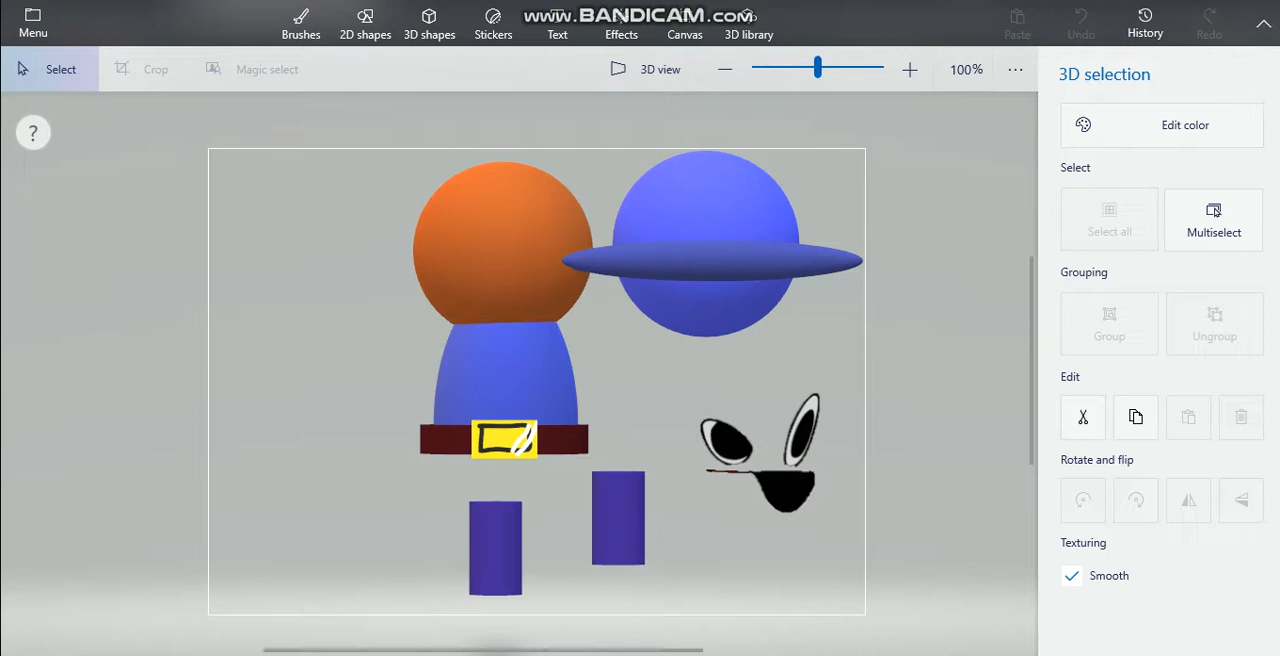 www.BANDICAM.com
Menu
Brushes
2D shapes
3D shapes
Stickers
Text
Effects
Canvas
3D library
Paste
Undo
History
Redo
Select
Crop
Magic select
3D view
100%
?
3D selection
Edit color
Select
Select all
Multiselect
Grouping
Group
Ungroup
Edit
Rotate and flip
Texturing
Smooth